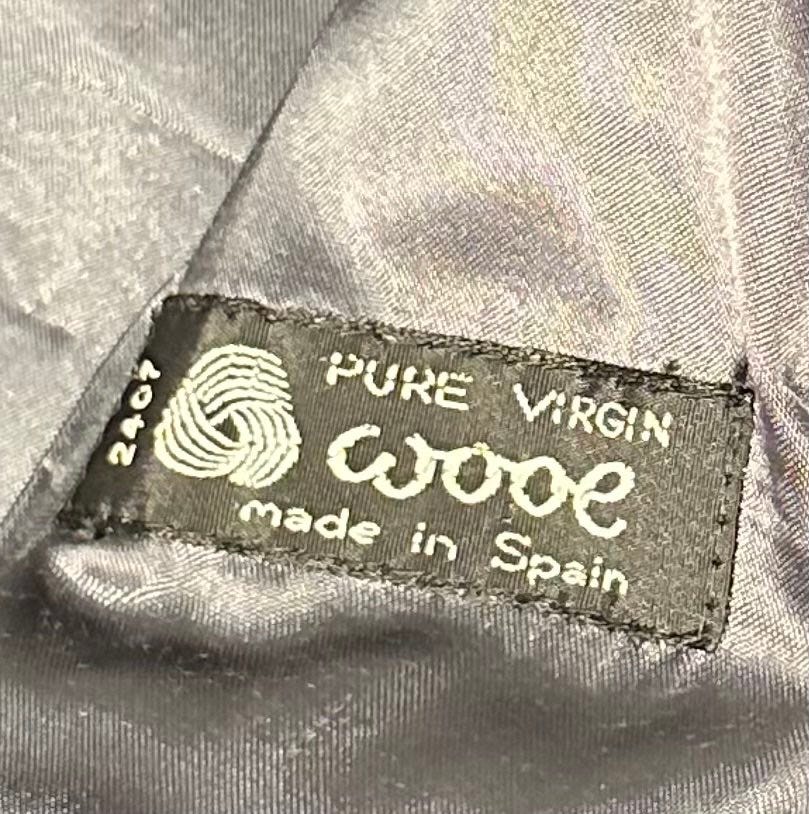 PURE VIRGIN
wool
made in Spain
2407